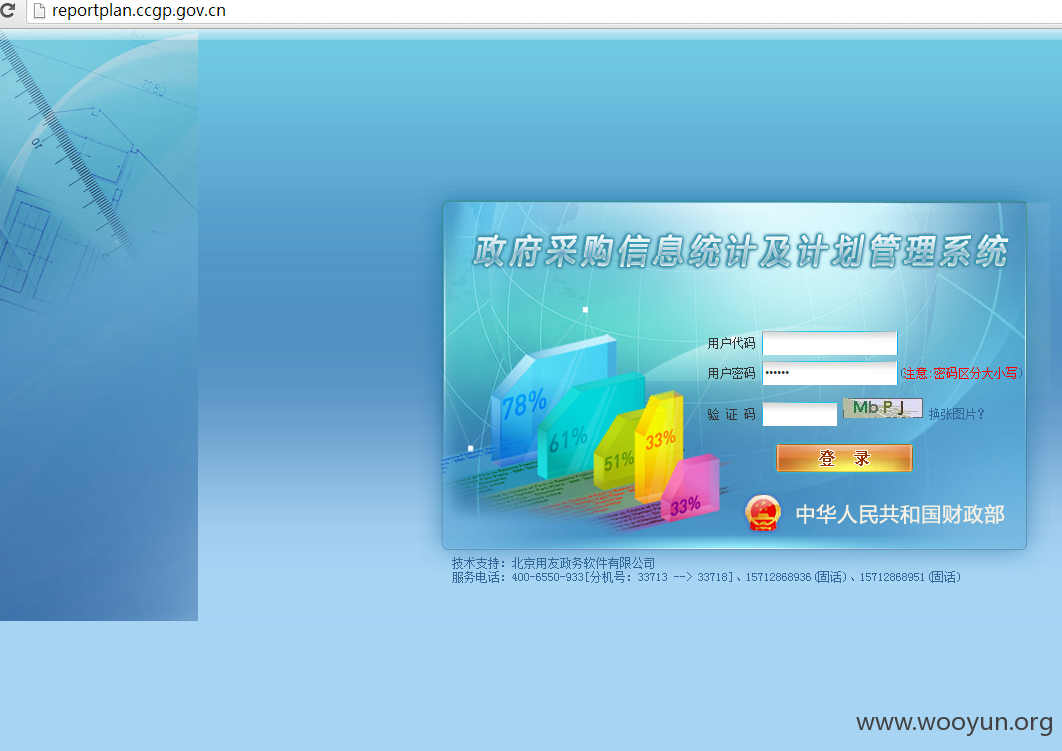 reportplan.ccgp.gov.cn
政府采购信息统计及计划管理系统
78%
61%
51%
33%
33%
用户代码
用户密码 •••••• (注意:密码区分大小写)
验 证 码 MbPJ 换张图片?
登 录
中华人民共和国财政部
技术支持：北京用友政务软件有限公司
服务电话：400-6550-933[分机号：33713 --> 33718]、15712868936(固话)、15712868951(固话)
www.wooyun.org